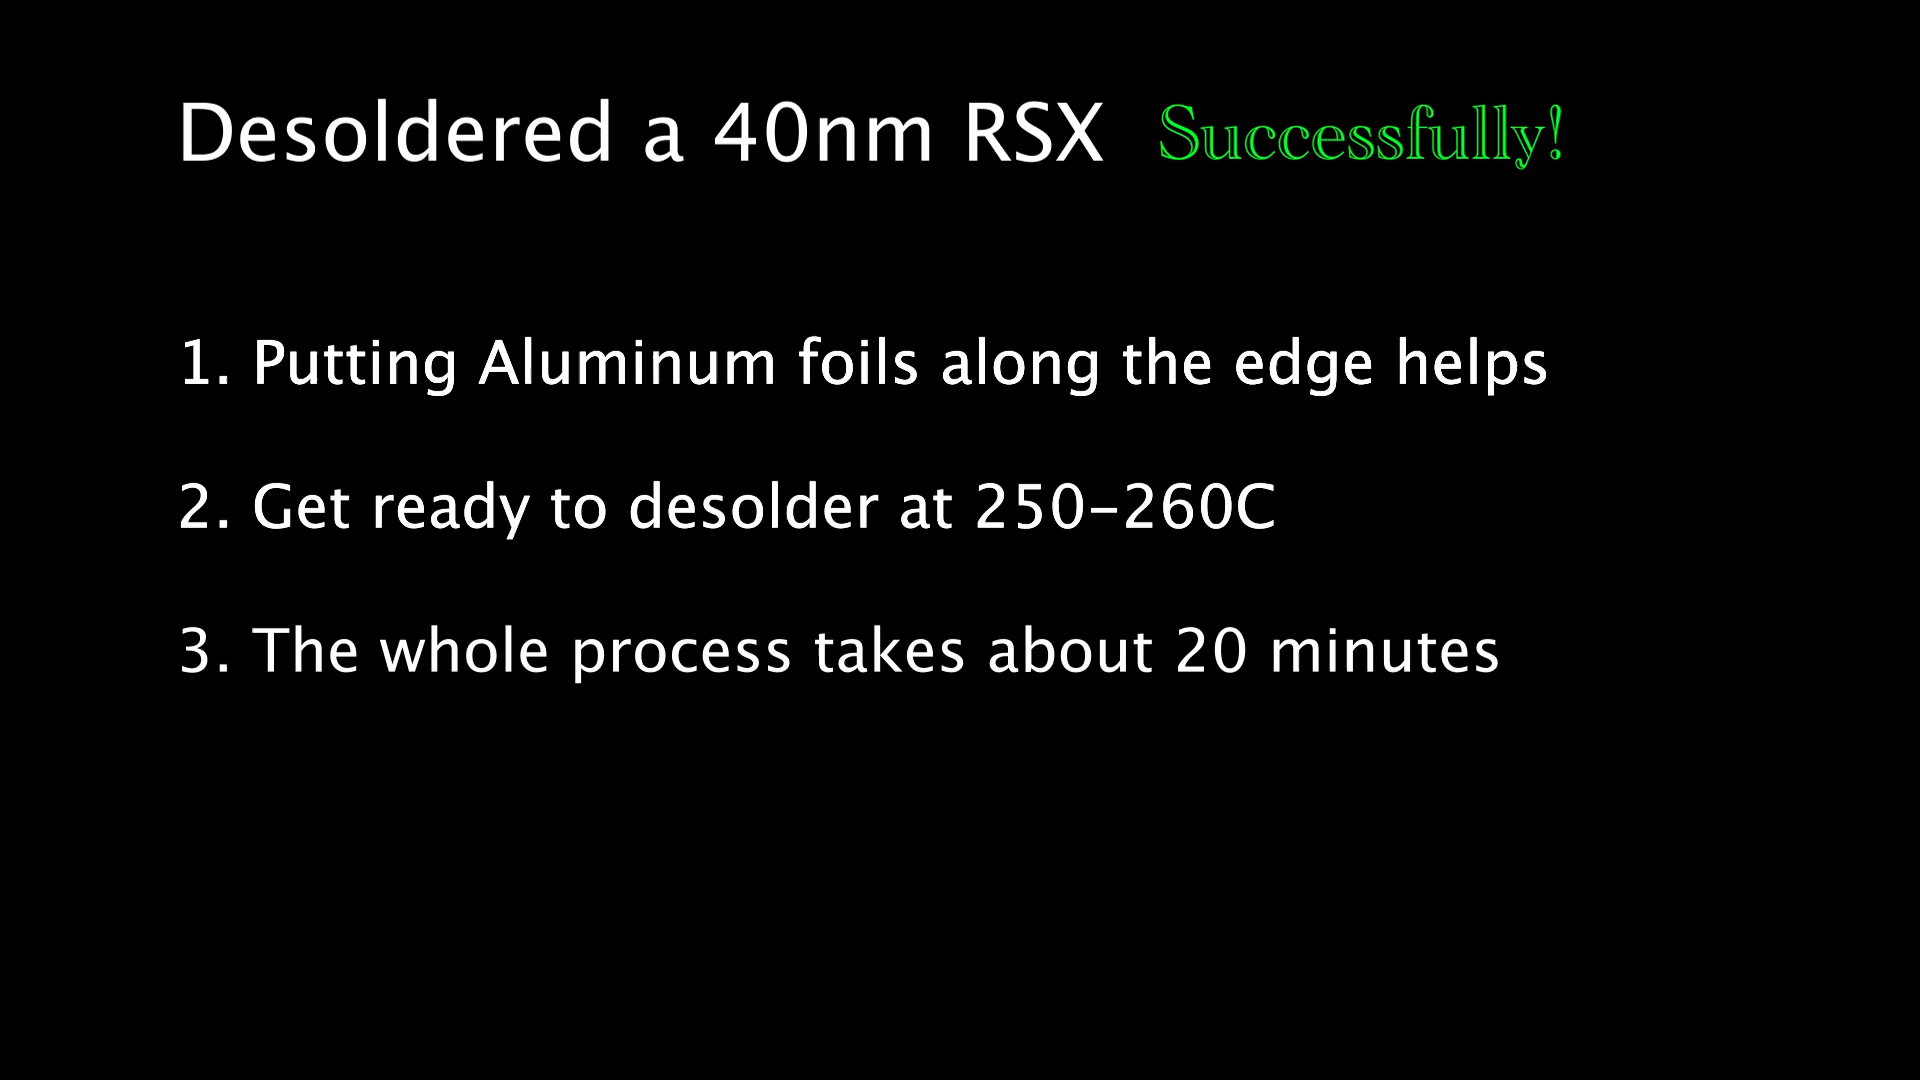 Desoldered a 40nm RSX Successfully!
1. Putting Aluminum foils along the edge helps
2. Get ready to desolder at 250-260C
3. The whole process takes about 20 minutes